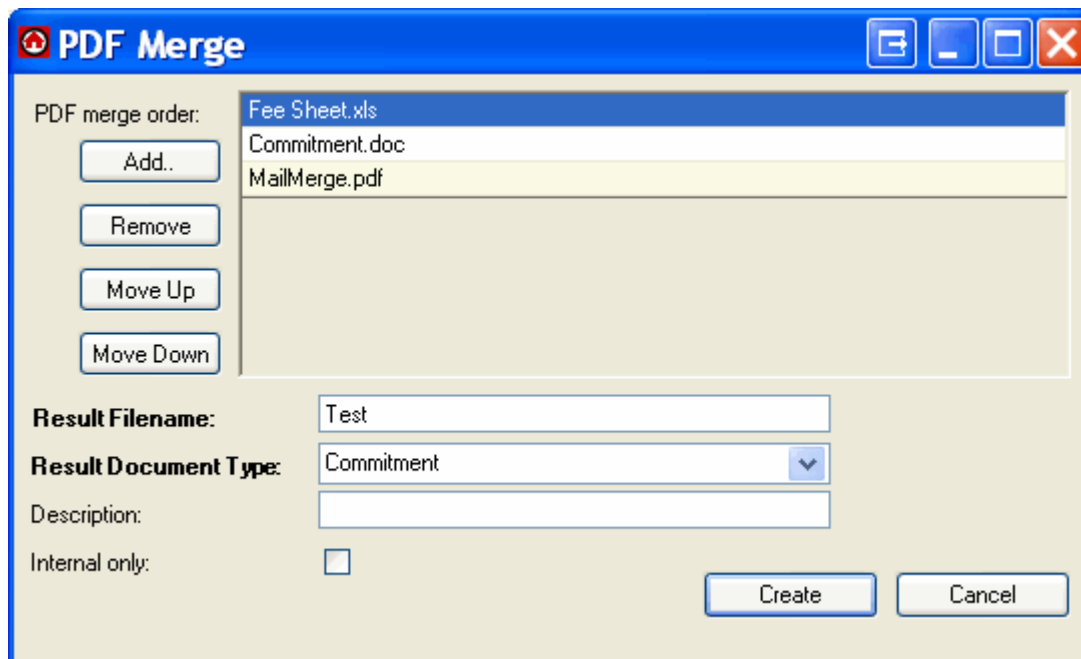 PDF Merge
PDF merge order:
Fee Sheet.xls
Commitment.doc
MailMerge.pdf
Add..
Remove
Move Up
Move Down
Result Filename:
Test
Result Document Type:
Commitment
Description:
Internal only:
Create
Cancel